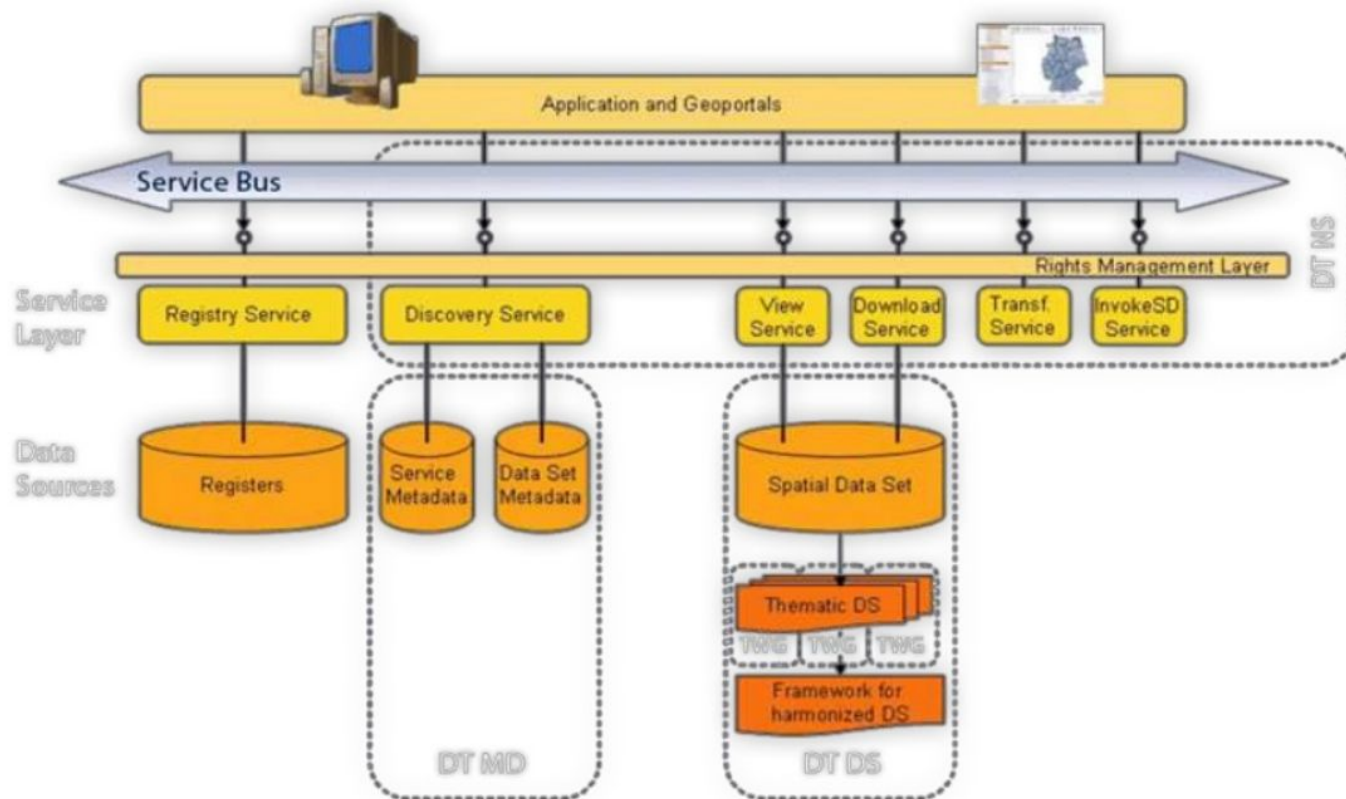 Application and Geoportals
Service Bus
DT NS
Rights Management Layer
Service
Layer
Registry Service
Discovery Service
View
Service
Download
Service
Transf.
Service
InvokeSD
Service
Data
Sources
Registers
Service
Metadata
Data Set
Metadata
Spatial Data Set
Thematic DS
TWG
TWG
TWG
Framework for
harmonized DS
DT MD
DT DS